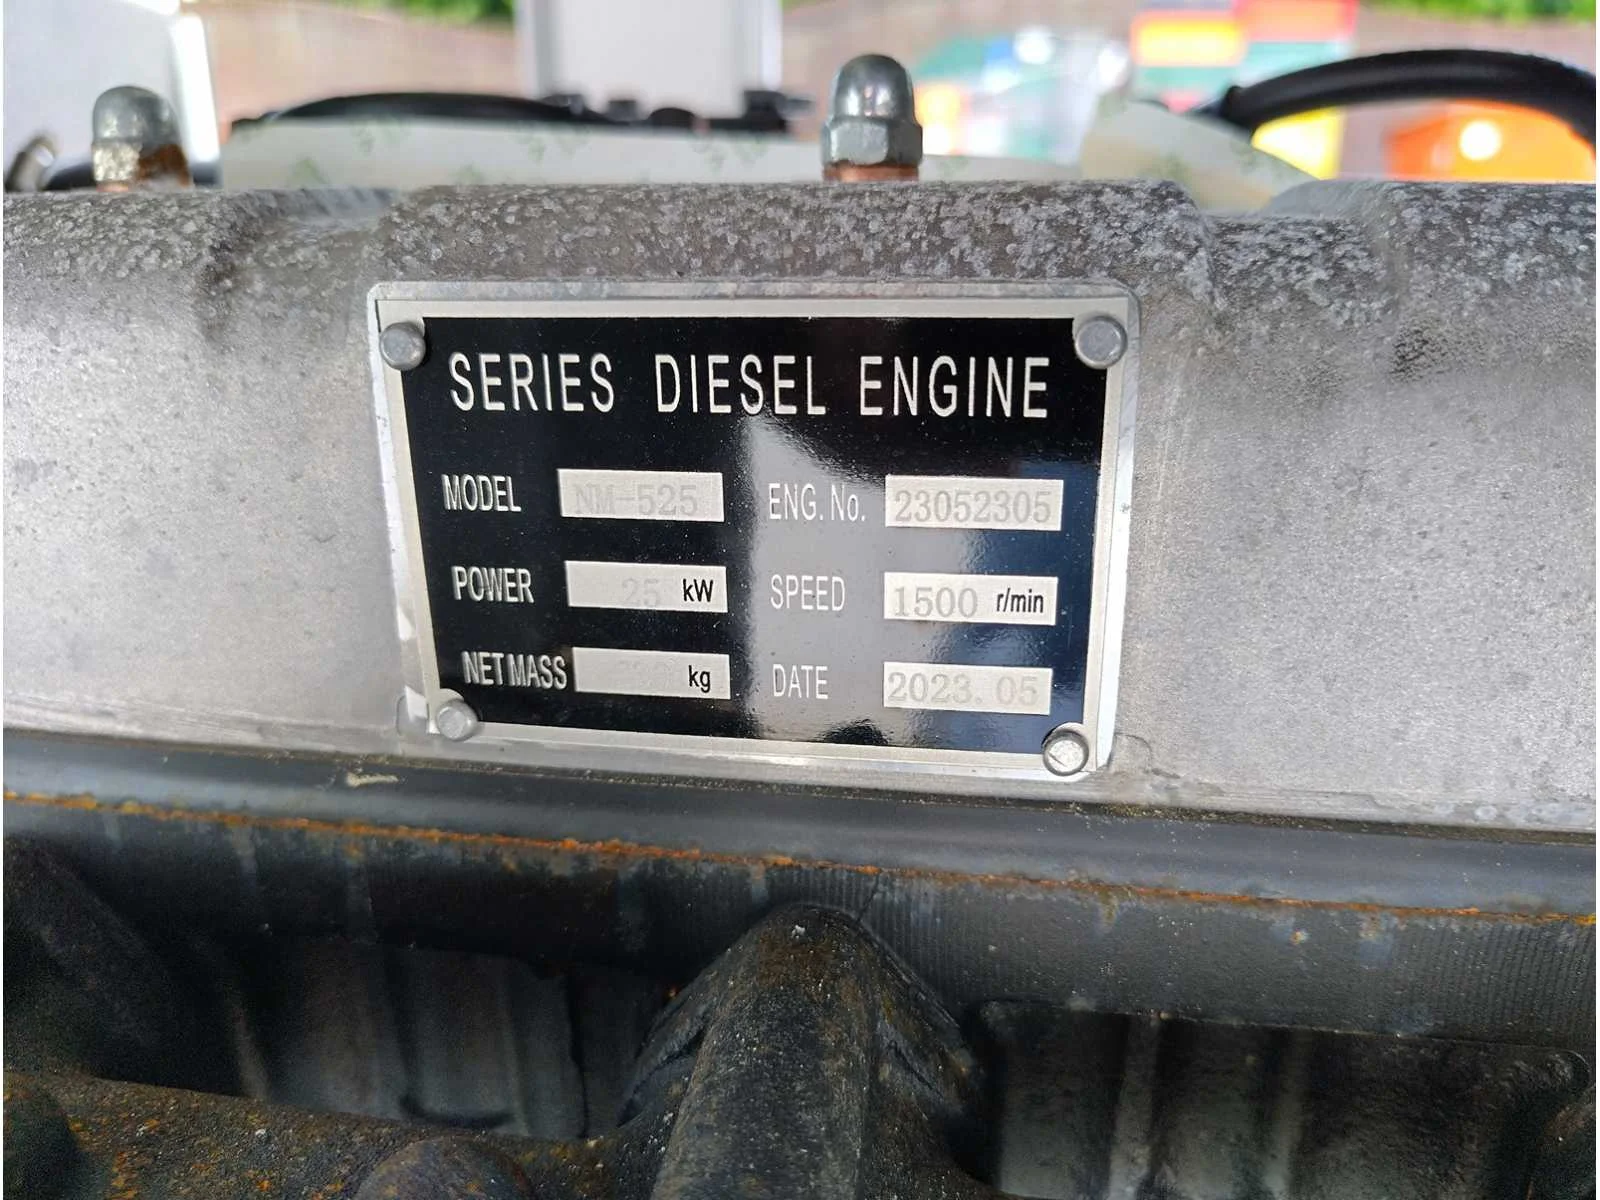 SERIES DIESEL ENGINE
MODEL NM-525 ENG. No. 23052305
POWER 25 kW SPEED 1500 r/min
NET MASS kg DATE 2023.05